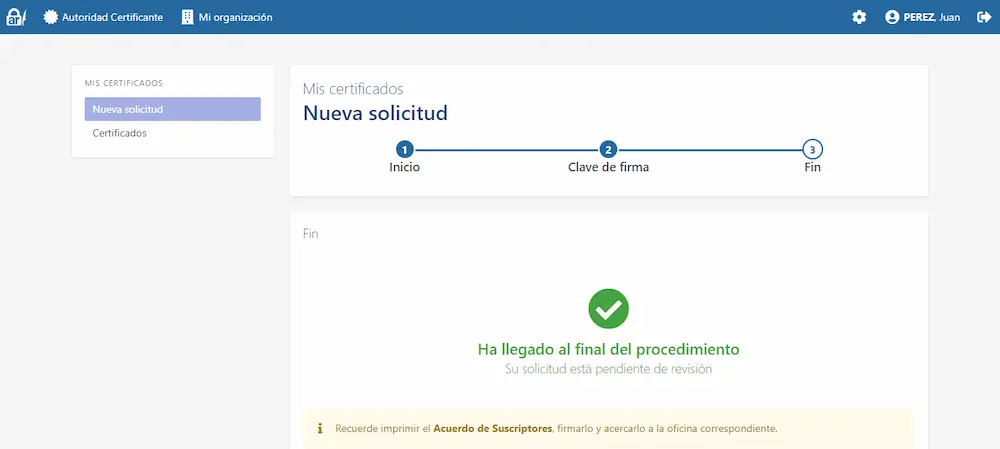 ar
Autoridad Certificante
Mi organización
PEREZ, Juan
MIS CERTIFICADOS
Nueva solicitud
Certificados
Mis certificados
Nueva solicitud
1
2
3
Inicio
Clave de firma
Fin
Fin
Ha llegado al final del procedimiento
Su solicitud está pendiente de revisión
Recuerde imprimir el Acuerdo de Suscriptores, firmarlo y acercarlo a la oficina correspondiente.